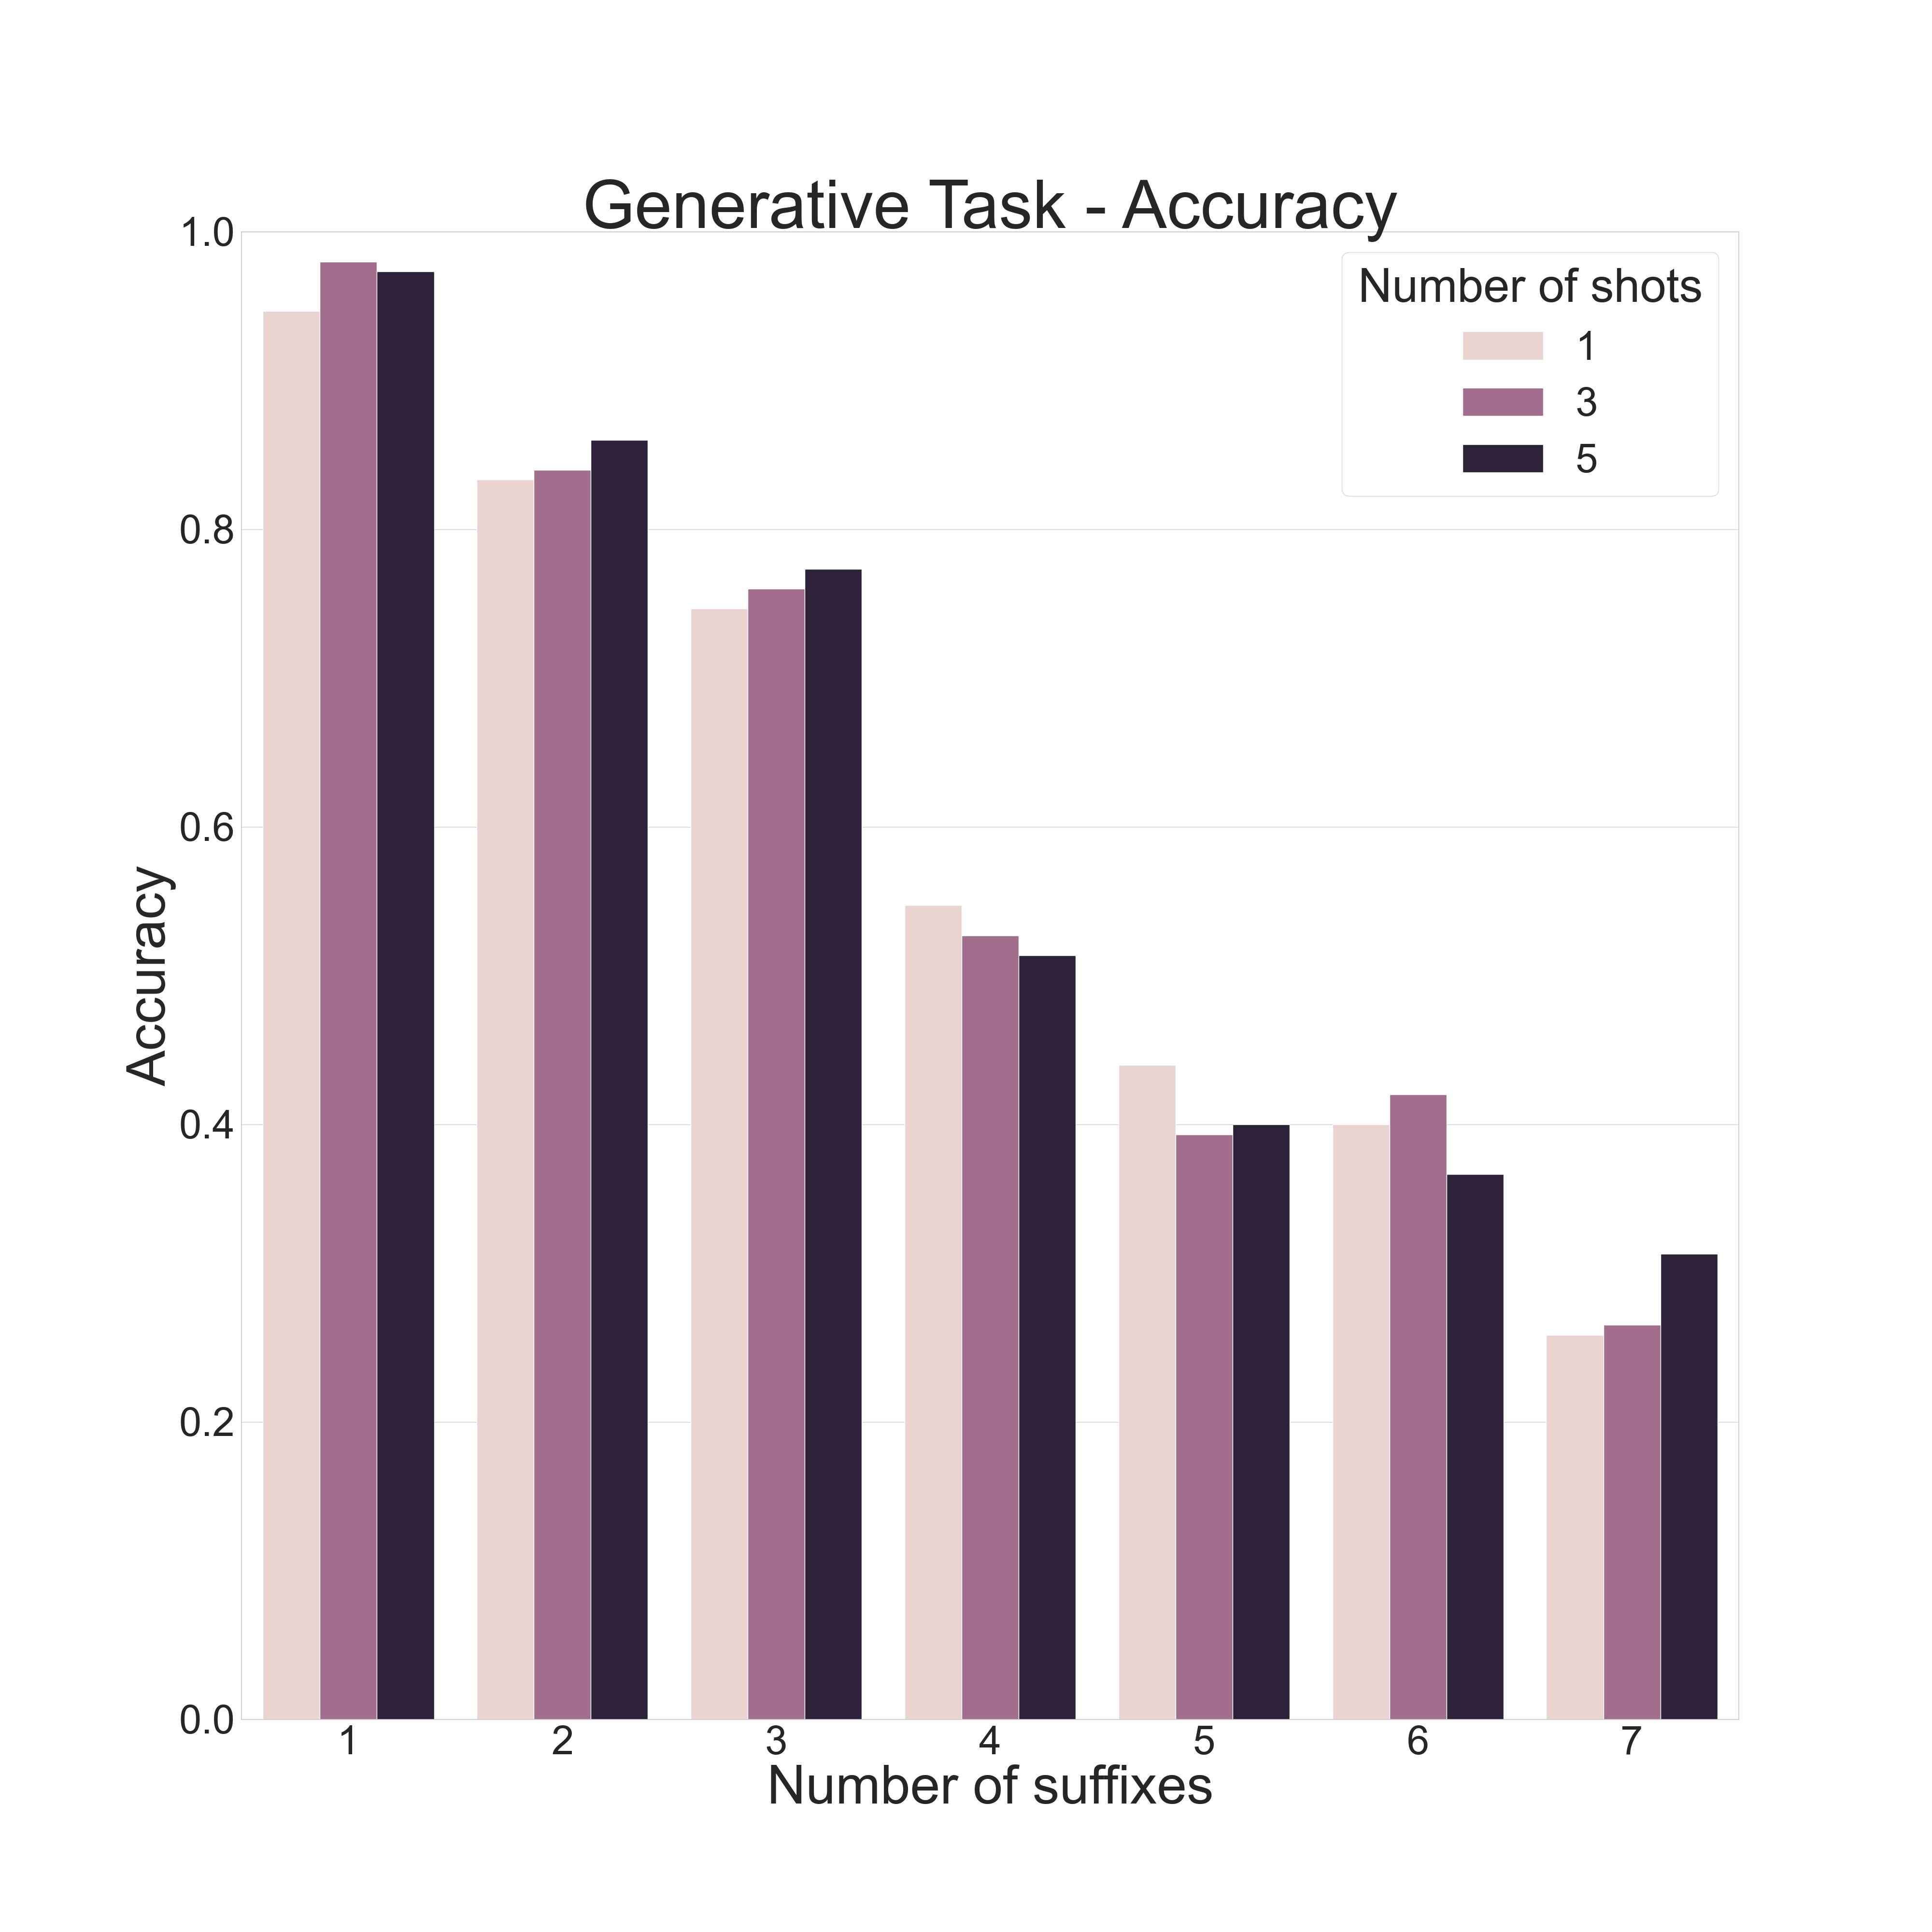 Generative Task - Accuracy
Number of shots
1
3
5
Accuracy
1.0
0.8
0.6
0.4
0.2
0.0
1 2 3 4 5 6 7
Number of suffixes